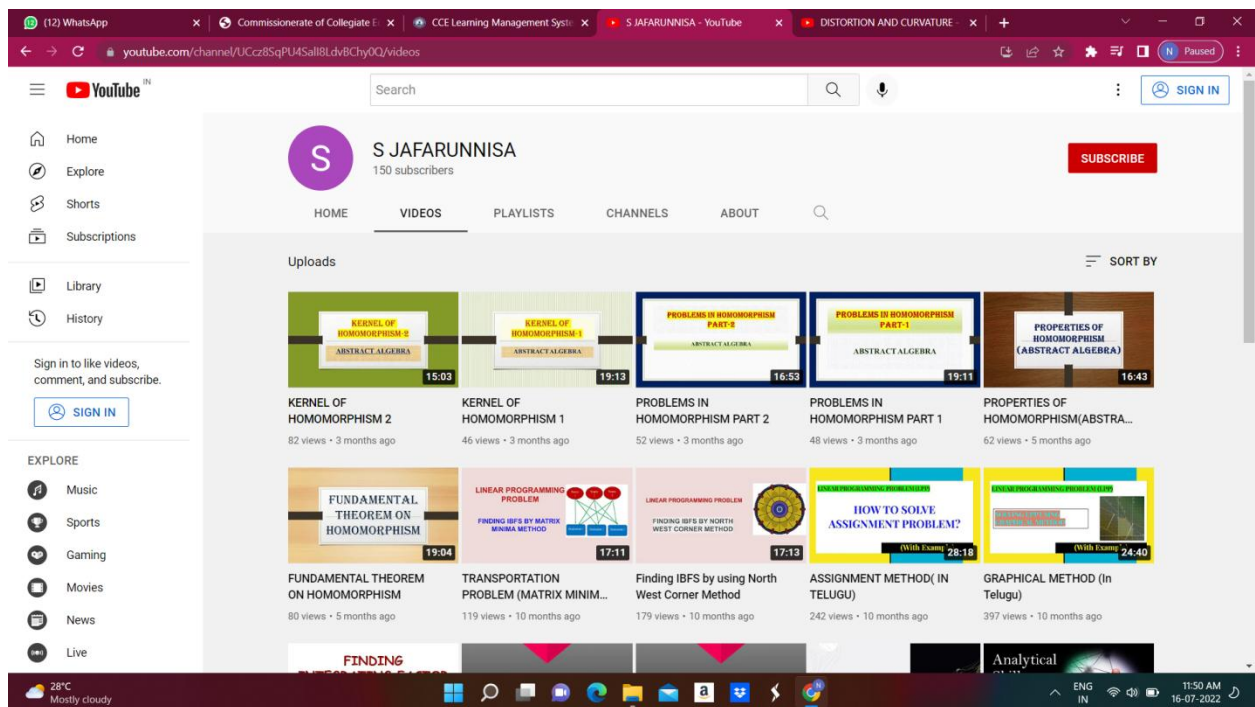 (12) WhatsApp
Commissionerate of Collegiate E
CCE Learning Management Syste
S JAFARUNNISA - YouTube
DISTORTION AND CURVATURE -
youtube.com/channel/UCcz8SqPU4SalI8LdvBChy0Q/videos
N Paused
YouTube IN
Search
SIGN IN
Home
Explore
Shorts
Subscriptions
Library
History
Sign in to like videos,
comment, and subscribe.
SIGN IN
EXPLORE
Music
Sports
Gaming
Movies
News
Live
S
S JAFARUNNISA
150 subscribers
SUBSCRIBE
HOME VIDEOS PLAYLISTS CHANNELS ABOUT
Uploads
SORT BY
KERNEL OF
HOMOMORPHISM-2
ABSTRACT ALGEBRA
15:03
KERNEL OF
HOMOMORPHISM 2
82 views • 3 months ago
KERNEL OF
HOMOMORPHISM-1
ABSTRACT ALGEBRA
19:13
KERNEL OF
HOMOMORPHISM 1
46 views • 3 months ago
PROBLEMS IN HOMOMORPHISM
PART-2
ABSTRACT ALGEBRA
16:53
PROBLEMS IN
HOMOMORPHISM PART 2
52 views • 3 months ago
PROBLEMS IN HOMOMORPHISM
PART-1
ABSTRACT ALGEBRA
19:11
PROBLEMS IN
HOMOMORPHISM PART 1
48 views • 3 months ago
PROPERTIES OF
HOMOMORPHISM
(ABSTRACT ALGEBRA)
16:43
PROPERTIES OF
HOMOMORPHISM(ABSTRA...
62 views • 5 months ago
FUNDAMENTAL
THEOREM ON
HOMOMORPHISM
19:04
FUNDAMENTAL THEOREM
ON HOMOMORPHISM
80 views • 5 months ago
LINEAR PROGRAMMING
PROBLEM
FINDING IBFS BY MATRIX
MINIMA METHOD
17:11
TRANSPORTATION
PROBLEM (MATRIX MINIM...
119 views • 10 months ago
LINEAR PROGRAMMING PROBLEM
FINDING IBFS BY NORTH
WEST CORNER METHOD
17:13
Finding IBFS by using North
West Corner Method
179 views • 10 months ago
LINEAR PROGRAMMING PROBLEM(LPP)
HOW TO SOLVE
ASSIGNMENT PROBLEM?
(With Examp
28:18
ASSIGNMENT METHOD( IN
TELUGU)
242 views • 10 months ago
LINEAR PROGRAMMING PROBLEM (LPP)
(With Examp
24:40
GRAPHICAL METHOD (In
Telugu)
397 views • 10 months ago
FINDING
Analytical
28°C
Mostly cloudy
ENG
IN
11:50 AM
16-07-2022